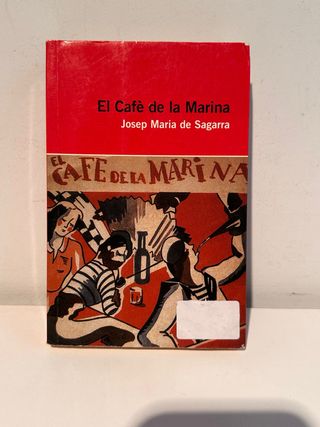 El Cafè de la Marina
Josep Maria de Sagarra
EL CAFE DE LA MARINA